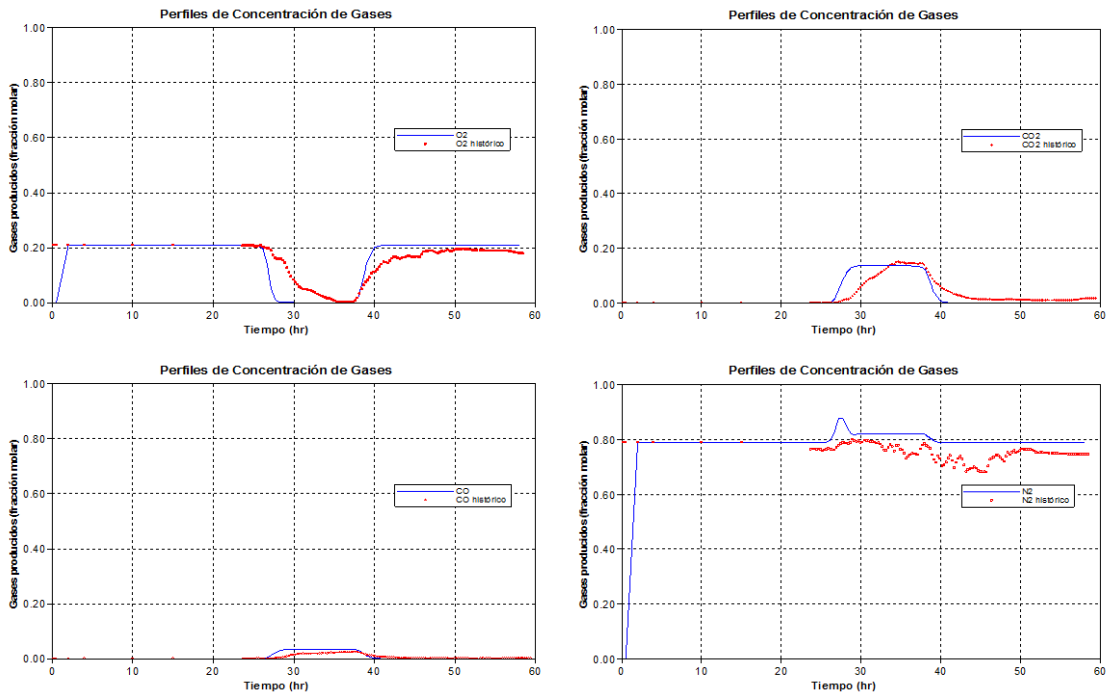 Perfiles de Concentración de Gases
Gases producidos (fracción molar)
1.00
0.80
0.60
0.40
0.20
0.00
O2
O2 histórico
0 10 20 30 40 50 60
Tiempo (hr)
Perfiles de Concentración de Gases
Gases producidos (fracción molar)
1.00
0.80
0.60
0.40
0.20
0.00
CO2
CO2 histórico
0 10 20 30 40 50 60
Tiempo (hr)
Perfiles de Concentración de Gases
Gases producidos (fracción molar)
1.00
0.80
0.60
0.40
0.20
0.00
CO
CO histórico
0 10 20 30 40 50 60
Tiempo (hr)
Perfiles de Concentración de Gases
Gases producidos (fracción molar)
1.00
0.80
0.60
0.40
0.20
0.00
N2
N2 histórico
0 10 20 30 40 50 60
Tiempo (hr)